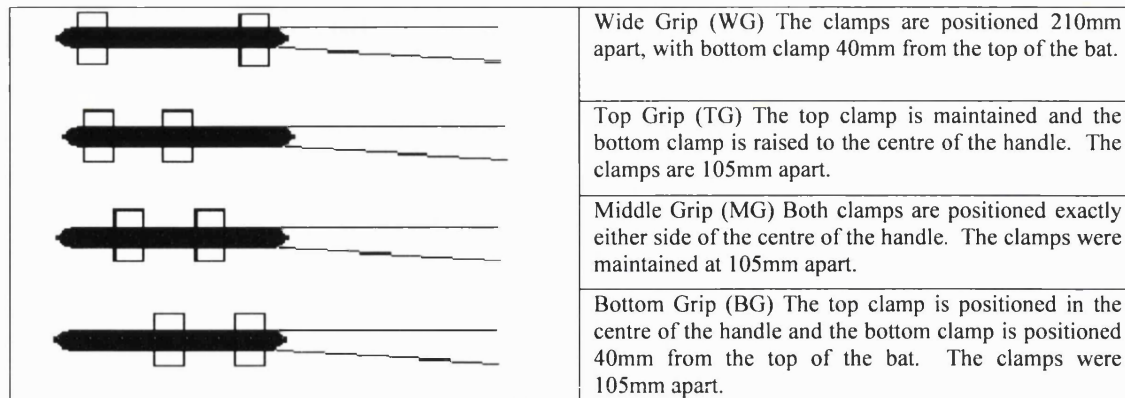 Wide Grip (WG) The clamps are positioned 210mm
apart, with bottom clamp 40mm from the top of the bat.
Top Grip (TG) The top clamp is maintained and the
bottom clamp is raised to the centre of the handle. The
clamps are 105mm apart.
Middle Grip (MG) Both clamps are positioned exactly
either side of the centre of the handle. The clamps were
maintained at 105mm apart.
Bottom Grip (BG) The top clamp is positioned in the
centre of the handle and the bottom clamp is positioned
40mm from the top of the bat. The clamps were
105mm apart.